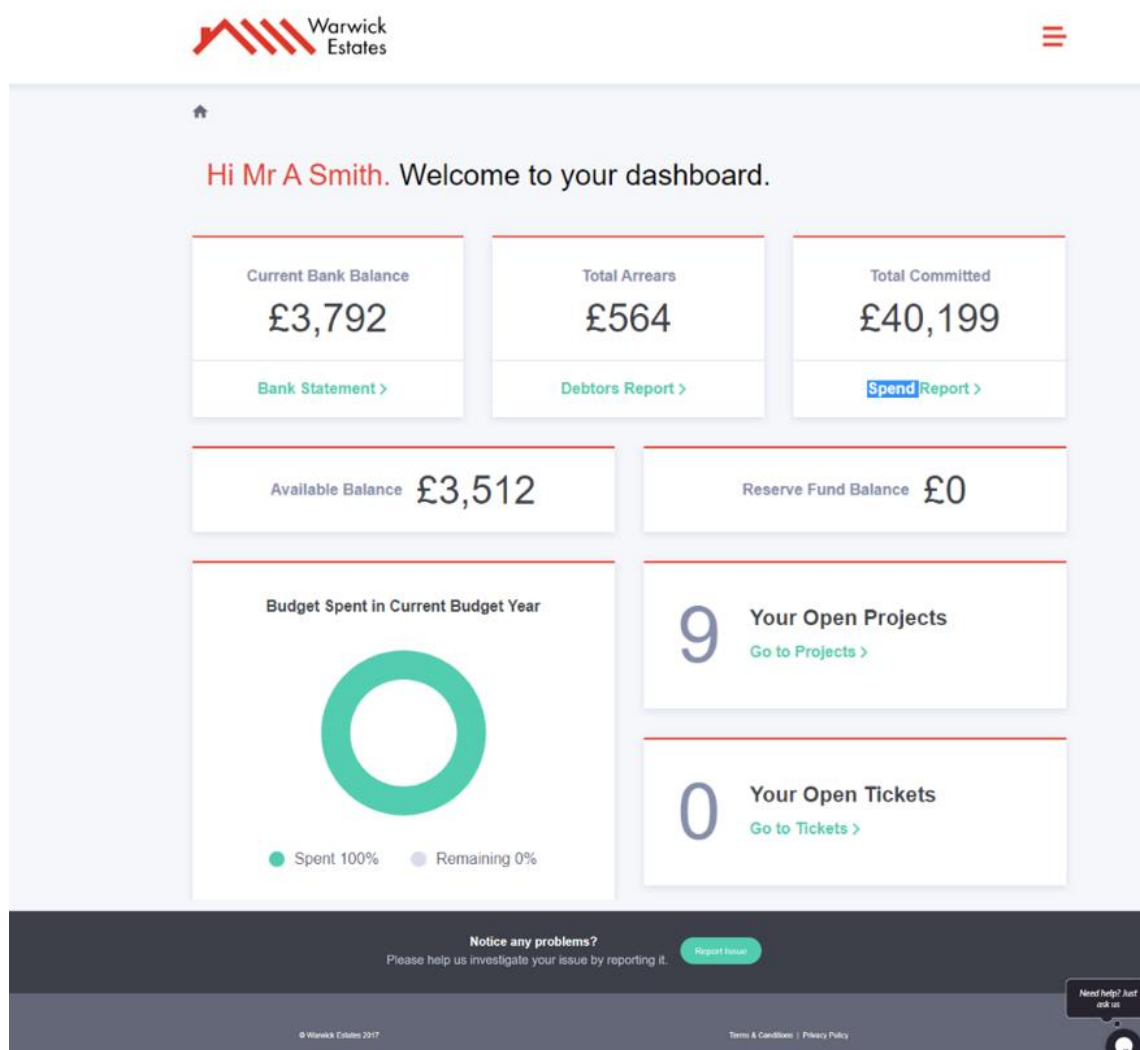 Warwick
Estates
Hi Mr A Smith. Welcome to your dashboard.
Current Bank Balance
£3,792
Bank Statement >
Total Arrears
£564
Debtors Report >
Total Committed
£40,199
Spend Report >
Available Balance £3,512
Reserve Fund Balance £0
Budget Spent in Current Budget Year
Spent 100% Remaining 0%
9 Your Open Projects
Go to Projects >
0 Your Open Tickets
Go to Tickets >
Notice any problems?
Please help us investigate your issue by reporting it.
Report Issue
Need help? Just
ask us
© Warwick Estates 2017
Terms & Conditions | Privacy Policy